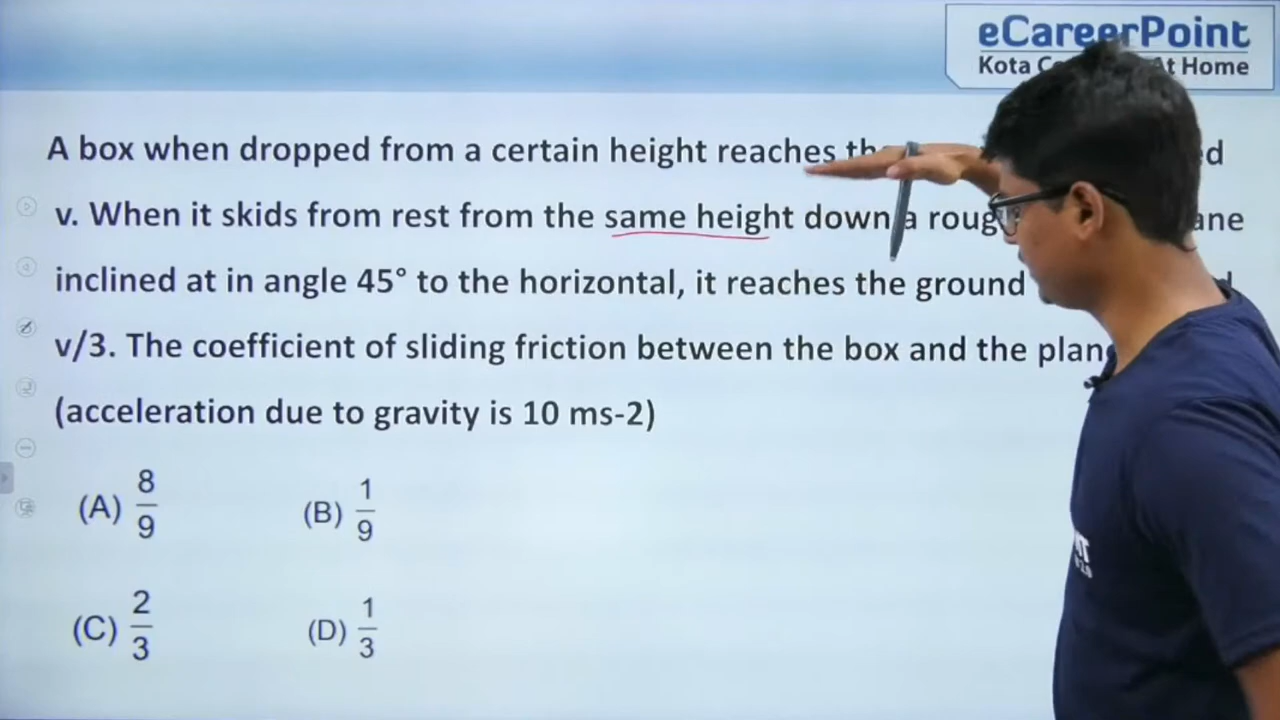 eCareerPoint
Kota At Home
A box when dropped from a certain height reaches
v. When it skids from rest from the same height down a
inclined at in angle 45° to the horizontal, it reaches the ground
v/3. The coefficient of sliding friction between the box and the
(acceleration due to gravity is 10 ms-2)
(A) 8/9 (B) 1/9
(C) 2/3 (D) 1/3